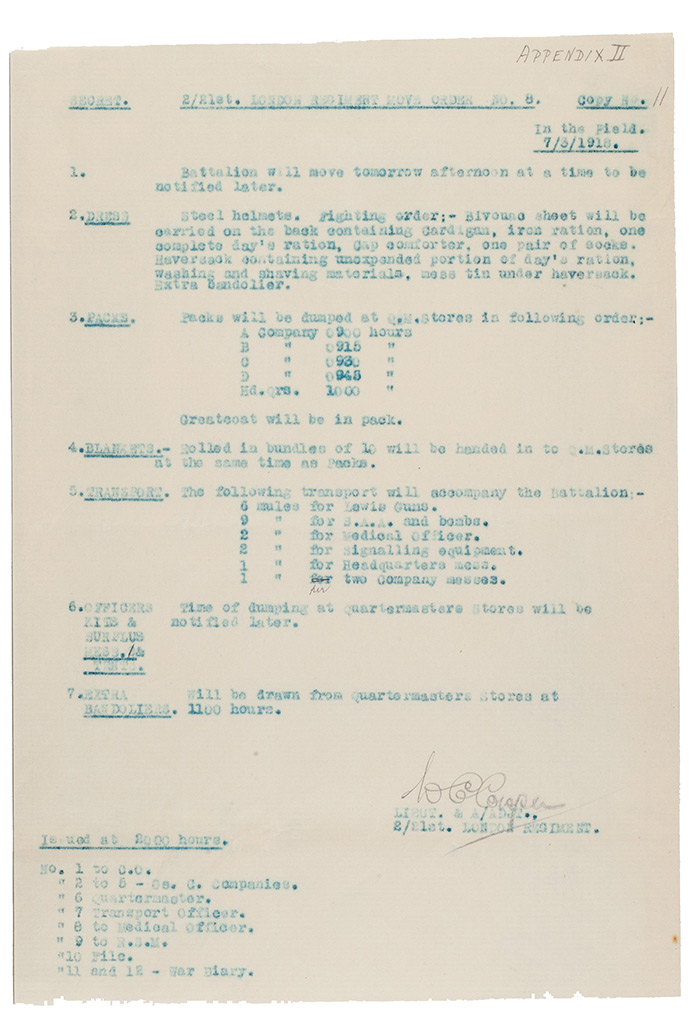 APPENDIX II
SECRET. 2/21st. LONDON REGIMENT MOVE ORDER NO. 8. Copy No. 11
In the Field.
7/3/1918.
1. Battalion will move tomorrow afternoon at a time to be
notified later.
2. DRESS Steel helmets. Fighting order:- Bivouac sheet will be
carried on the back containing Cardigan, iron ration, one
complete day's ration, Cap comforter, one pair of socks.
Haversack containing unexpended portion of day's ration,
washing and shaving materials, mess tin under haversack.
Extra bandolier.
3. PACKS. Packs will be dumped at Q.M.Stores in following order:-
A Company 0900 hours
B " 0915 "
C " 0930 "
D " 0945 "
Hd.Qrs. 1000 "
Greatcoat will be in pack.
4. BLANKETS.- Rolled in bundles of 10 will be handed in to Q.M.Stores
at the same time as Packs.
5. TRANSPORT. The following transport will accompany the Battalion:-
6 mules for Lewis Guns.
9 " for S.A.A. and bombs.
2 " for Medical Officer.
2 " for Signalling equipment.
1 " for Headquarters mess.
1 " for two Company messes.
per
6. OFFICERS Time of dumping at Quartermasters Stores will be
KITS & notified later.
SURPLUS
MESS. &
TENTS.
7. EXTRA Will be drawn from Quartermasters Stores at
BANDOLIERS. 1100 hours.
W C Cooper
LIEUT. & A/ADJT.,
2/21st. LONDON REGIMENT.
Issued at 2000 hours.
No. 1 to C.O.
" 2 to 5 - Os. C. Companies.
" 6 Quartermaster.
" 7 Transport Officer.
" 8 to Medical Officer.
" 9 to R.S.M.
"10 File.
"11 and 12 - War Diary.